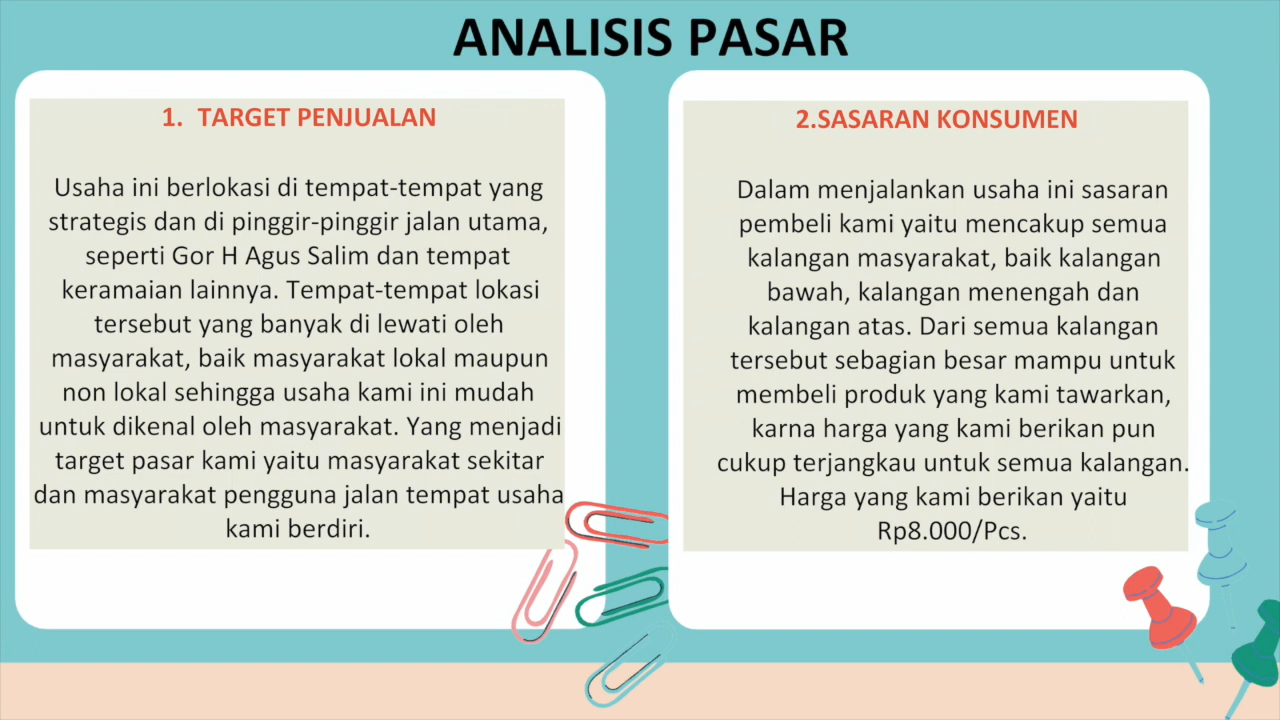 ANALISIS PASAR
1. TARGET PENJUALAN
Usaha ini berlokasi di tempat-tempat yang
strategis dan di pinggir-pinggir jalan utama,
seperti Gor H Agus Salim dan tempat
keramaian lainnya. Tempat-tempat lokasi
tersebut yang banyak di lewati oleh
masyarakat, baik masyarakat lokal maupun
non lokal sehingga usaha kami ini mudah
untuk dikenal oleh masyarakat. Yang menjadi
target pasar kami yaitu masyarakat sekitar
dan masyarakat pengguna jalan tempat usaha
kami berdiri.
2.SASARAN KONSUMEN
Dalam menjalankan usaha ini sasaran
pembeli kami yaitu mencakup semua
kalangan masyarakat, baik kalangan
bawah, kalangan menengah dan
kalangan atas. Dari semua kalangan
tersebut sebagian besar mampu untuk
membeli produk yang kami tawarkan,
karna harga yang kami berikan pun
cukup terjangkau untuk semua kalangan.
Harga yang kami berikan yaitu
Rp8.000/Pcs.